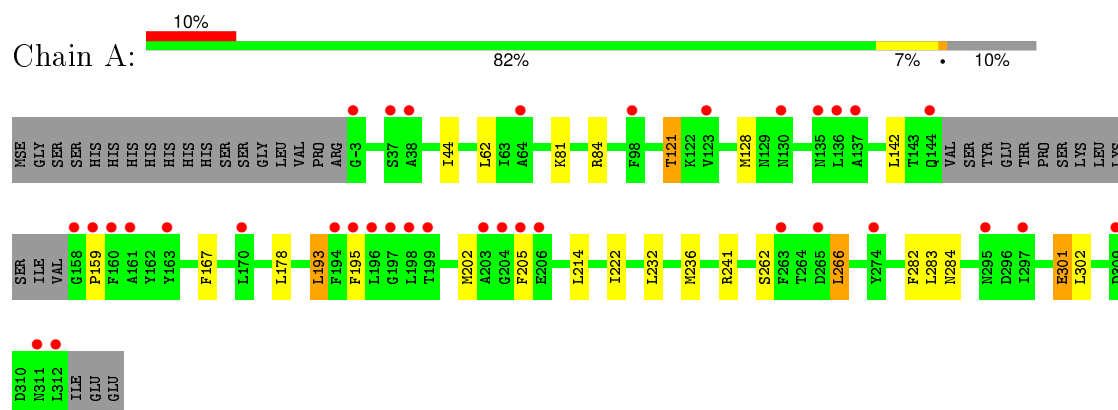 10%
Chain A:
82% 7% • 10%
MSE GLY SER SER HIS HIS HIS HIS HIS HIS HIS SER SER GLY LEU VAL PRO ARG G-3 S37 A38 I44 L62 I63 A64 K81 R84 F98 T121 K122 V123 M128 N129 N130 N135 L136 A137 L142 T143 Q144 VAL SER TYR GLU THR PRO SER LYS LEU LYS
SER ILE VAL G158 P159 F160 A161 Y162 Y163 F167 L170 L178 L193 F194 F195 L196 G197 L198 T199 M202 A203 G204 F205 E206 L214 I222 L232 M236 R241 S262 F263 T264 D265 L266 Y274 F282 L283 N284 N295 D296 I297 E301 L302
D310 N311 L312 ILE GLU GLU